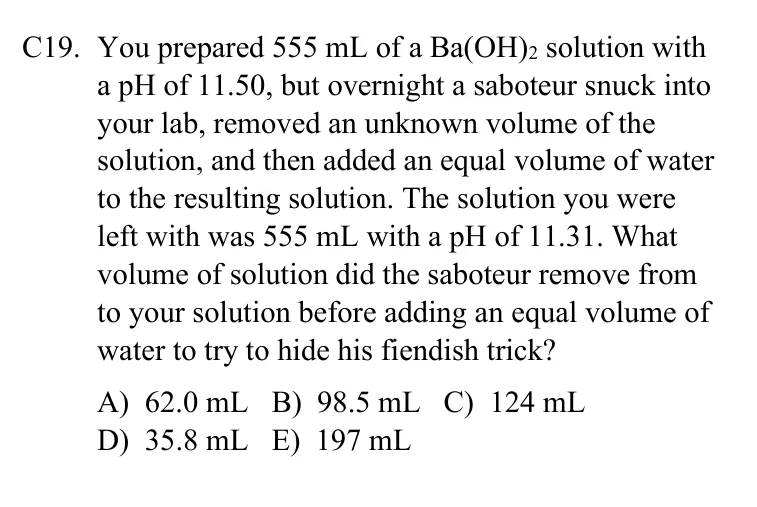 C19. You prepared 555 mL of a Ba(OH)₂ solution with
a pH of 11.50, but overnight a saboteur snuck into
your lab, removed an unknown volume of the
solution, and then added an equal volume of water
to the resulting solution. The solution you were
left with was 555 mL with a pH of 11.31. What
volume of solution did the saboteur remove from
to your solution before adding an equal volume of
water to try to hide his fiendish trick?
A) 62.0 mL B) 98.5 mL C) 124 mL
D) 35.8 mL E) 197 mL